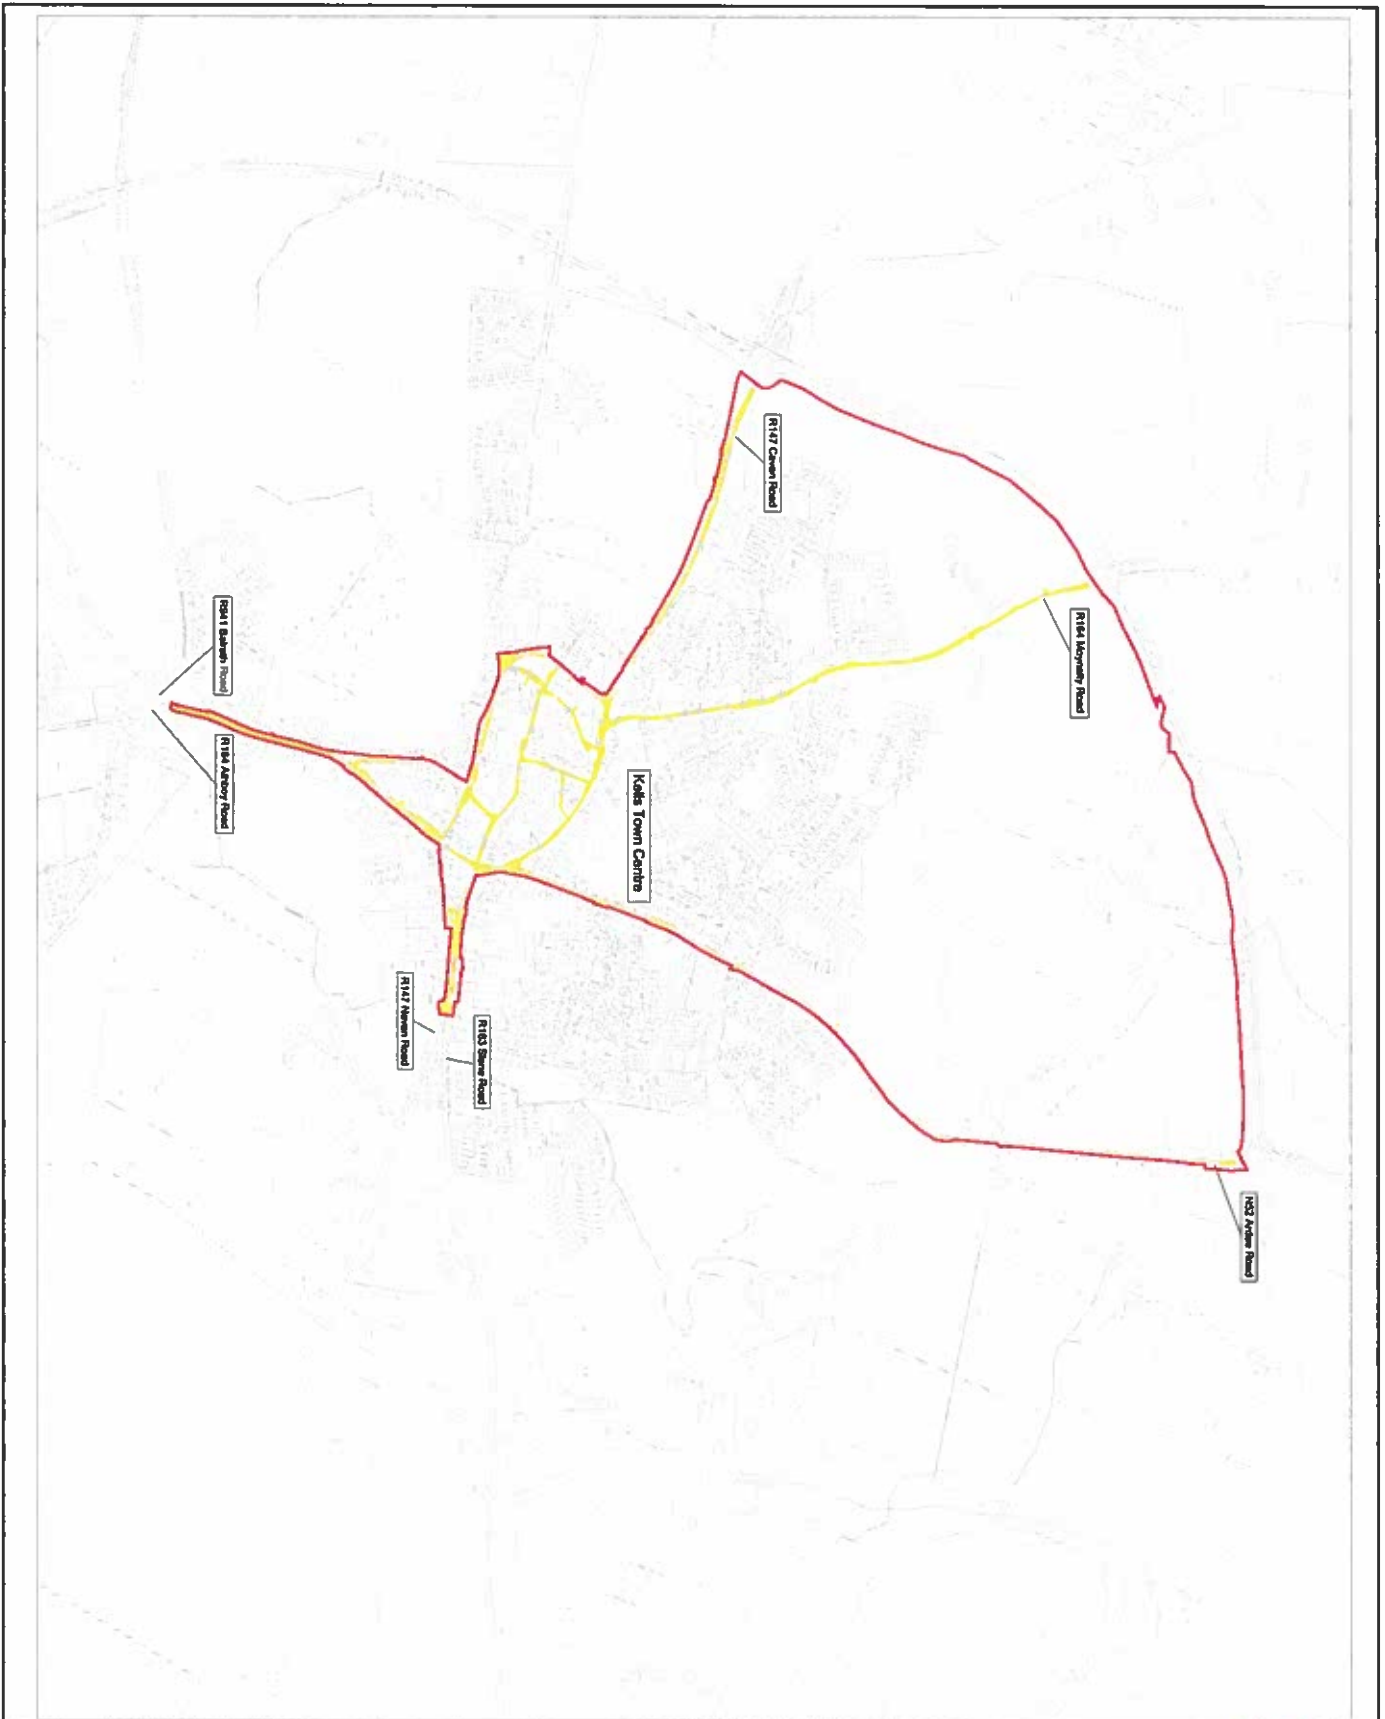 R147 Cavan Road
R164 Moynalty Road
Kells Town Centre
N52 Ardee Road
R163 Slane Road
R147 Navan Road
R941 Balrath Road
R164 Athboy Road